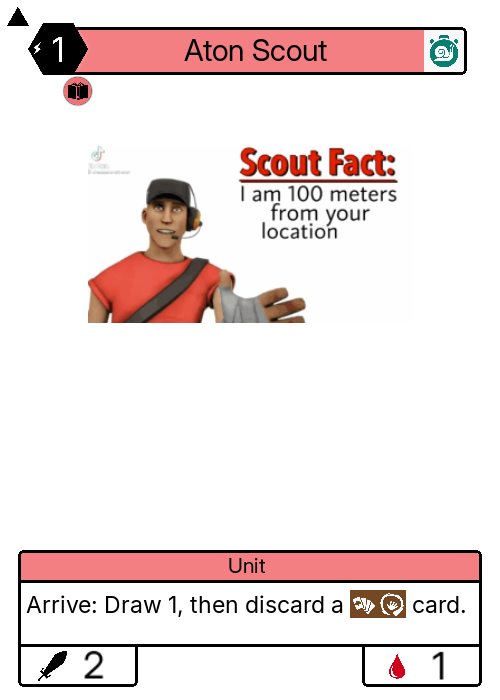 1
Aton Scout
Scout Fact:
I am 100 meters
from your
location
Unit
Arrive: Draw 1, then discard a card.
2
1